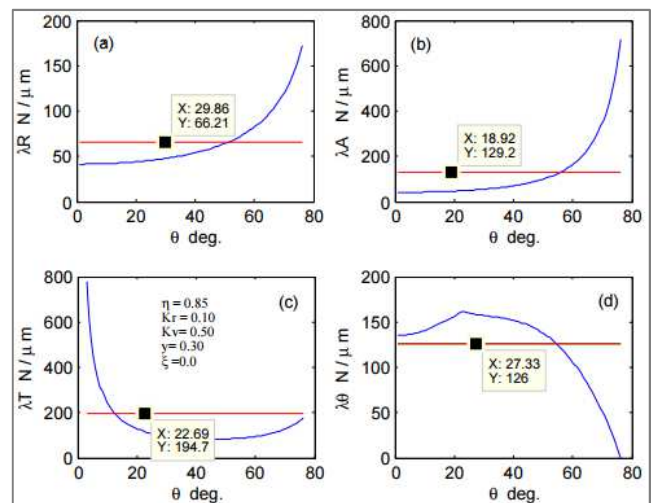 200
150
100
50
0
λR N / μ m
(a)
X: 29.86
Y: 66.21
0 20 40 60 80
θ deg.
800
600
400
200
0
λA N / μ m
(b)
X: 18.92
Y: 129.2
0 20 40 60 80
θ deg.
800
600
400
200
0
λT N / μ m
(c)
η = 0.85
Kr = 0.10
Kv = 0.50
y= 0.30
ξ =0.0
X: 22.69
Y: 194.7
0 20 40 60 80
θ deg.
200
150
100
50
0
λθ N / μ m
(d)
X: 27.33
Y: 126
0 20 40 60 80
θ deg.